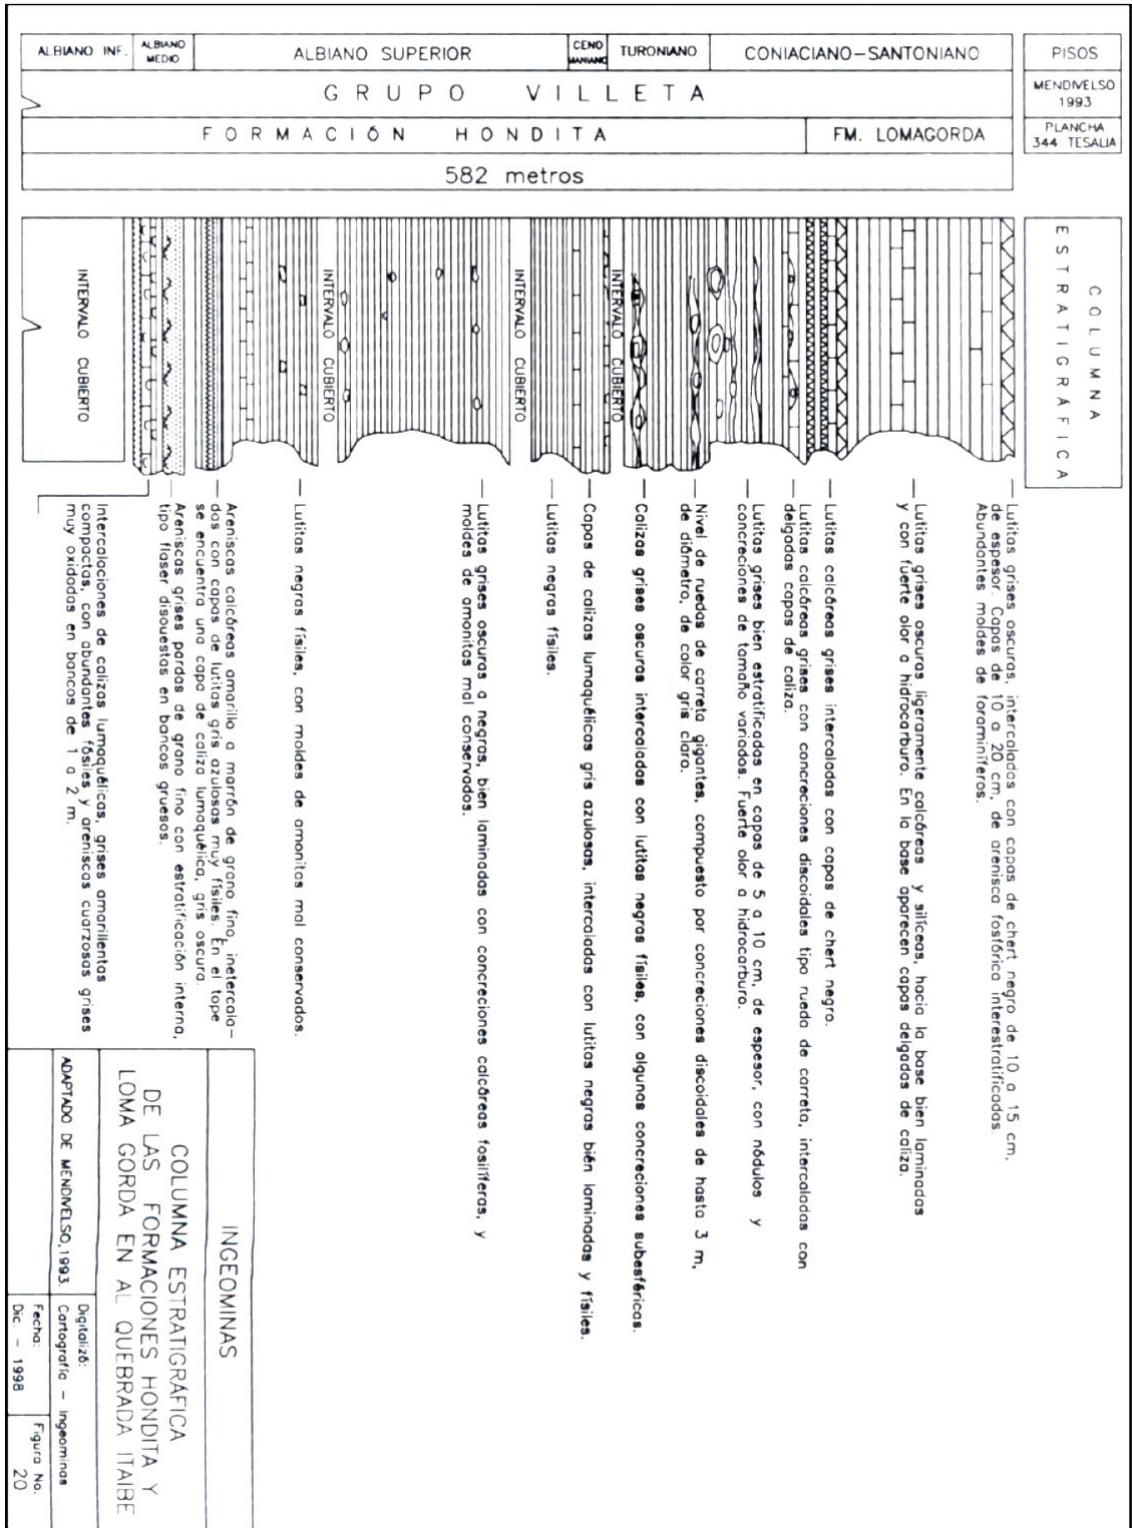 PISOS
MENDIVELSO
1993
PLANCHA
344 TESALIA
ALBIANO INF.
ALBIANO
MEDIO
ALBIANO SUPERIOR
CENO
MANIANO
TURONIANO
CONIACIANO-SANTONIANO
GRUPO VILLETA
FORMACIÓN HONDITA
FM. LOMAGORDA
582 metros
COLUMNA
ESTRATIGRÁFICA
INTERVALO CUBIERTO
INTERVALO CUBIERTO
INTERVALO CUBIERTO
INTERVALO CUBIERTO
Lutitas grises oscuras, intercaladas con capas de chert negro de 10 a 15 cm,
de espesor. Capas de 10 a 20 cm, de arenisca fosfórica interestratificadas.
Abundantes moldes de foraminíferos.
Lutitas grises oscuras ligeramente calcáreas y silíceas, hacia la base bien laminadas
y con fuerte olor a hidrocarburo. En la base aparecen capas delgadas de caliza.
Lutitas calcáreas grises intercaladas con capas de chert negro.
Lutitas calcáreas grises con concreciones discoidales tipo rueda de carreta, intercaladas con
delgadas capas de caliza.
Lutitas grises bien estratificadas en capas de 5 a 10 cm, de espesor, con nódulos y
concreciones de tamaño variados. Fuerte olor a hidrocarburo.
Nivel de ruedas de carreta gigantes, compuesto por concreciones discoidales de hasta 3 m,
de diámetro, de color gris claro.
Calizas grises oscuras intercaladas con lutitas negras físiles, con algunas concreciones subesféricas.
Capas de calizas lumaquélicas gris azulosas, intercaladas con lutitas negras bién laminadas y físiles.
Lutitas negras físiles.
Lutitas grises oscuras a negras, bien laminadas con concreciones calcáreas fosilíferas, y
moldes de amonitas mal conservados.
Lutitas negras físiles, con moldes de amonitas mal conservados.
Areniscas calcáreas amarillo a marrón de grano fino, inetercala-
das con capas de lutitas gris azulosas muy físiles. En el tope
se encuentra una capa de caliza lumaquélica, gris oscura.
Areniscas grises pardas de grano fino con estratificación interna,
tipo flaser dispuestas en bancos gruesos.
Intercalaciones de calizas lumaquélicas, grises amarillentas
compactas, con abundantes fósiles y areniscas cuarzosas grises
muy oxidadas en bancos de 1 a 2 m.
INGEOMINAS
COLUMNA ESTRATIGRÁFICA
DE LAS FORMACIONES HONDITA Y
LOMA GORDA EN AL QUEBRADA ITAIBE
ADAPTADO DE MENDIVELSO,1993.
Digitalizó:
Cartografía - Ingeominas
Fecha:
Dic. - 1998
Figura No.
20